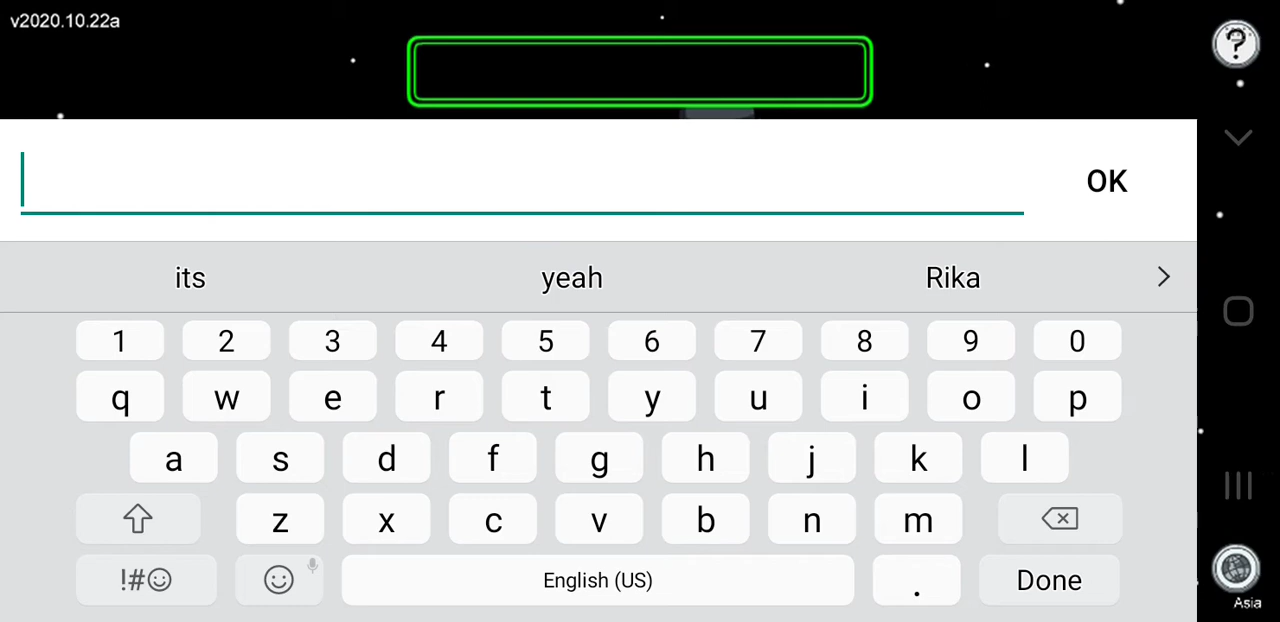 v2020.10.22a
?
OK
its yeah Rika >
1 2 3 4 5 6 7 8 9 0
q w e r t y u i o p
a s d f g h j k l
z x c v b n m
!#☺ English (US) . Done
Asia